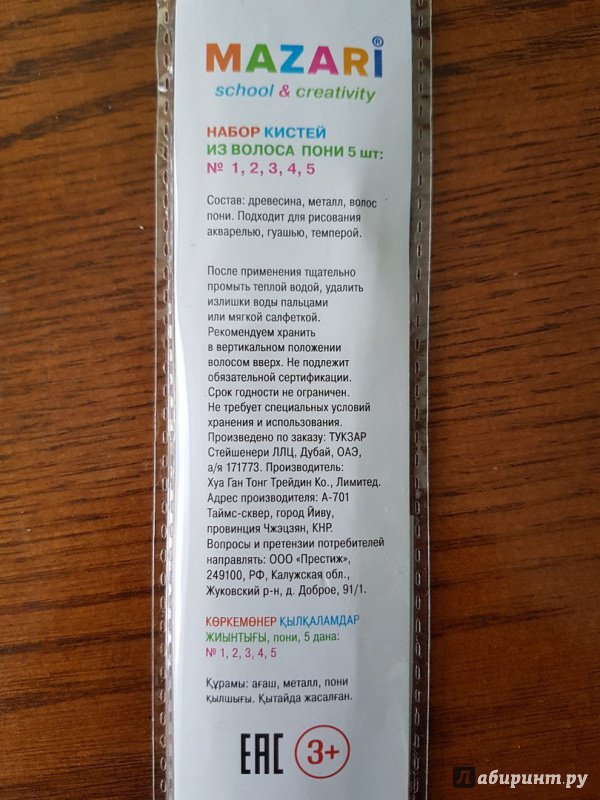 MAZARi®
school & creativity
НАБОР КИСТЕЙ
ИЗ ВОЛОСА ПОНИ 5 шт:
№ 1, 2, 3, 4, 5
Состав: древесина, металл, волос
пони. Подходит для рисования
акварелью, гуашью, темперой.
После применения тщательно
промыть теплой водой, удалить
излишки воды пальцами
или мягкой салфеткой.
Рекомендуем хранить
в вертикальном положении
волосом вверх. Не подлежит
обязательной сертификации.
Срок годности не ограничен.
Не требует специальных условий
хранения и использования.
Произведено по заказу: ТУКЗАР
Стейшенери ЛЛЦ, Дубай, ОАЭ,
а/я 171773. Производитель:
Хуа Ган Тонг Трейдин Ко., Лимитед.
Адрес производителя: А-701
Таймс-сквер, город Йиву,
провинция Чжэцзян, КНР.
Вопросы и претензии потребителей
направлять: ООО «Престиж»,
249100, РФ, Калужская обл.,
Жуковский р-н, д. Доброе, 91/1.
КӨРКЕМӨНЕР ҚЫЛҚАЛАМДАР
ЖИЫНТЫҒЫ, пони, 5 дана:
№ 1, 2, 3, 4, 5
Құрамы: ағаш, металл, пони
қылшығы. Қытайда жасалған.
EAC 3+
Лабиринт.ру